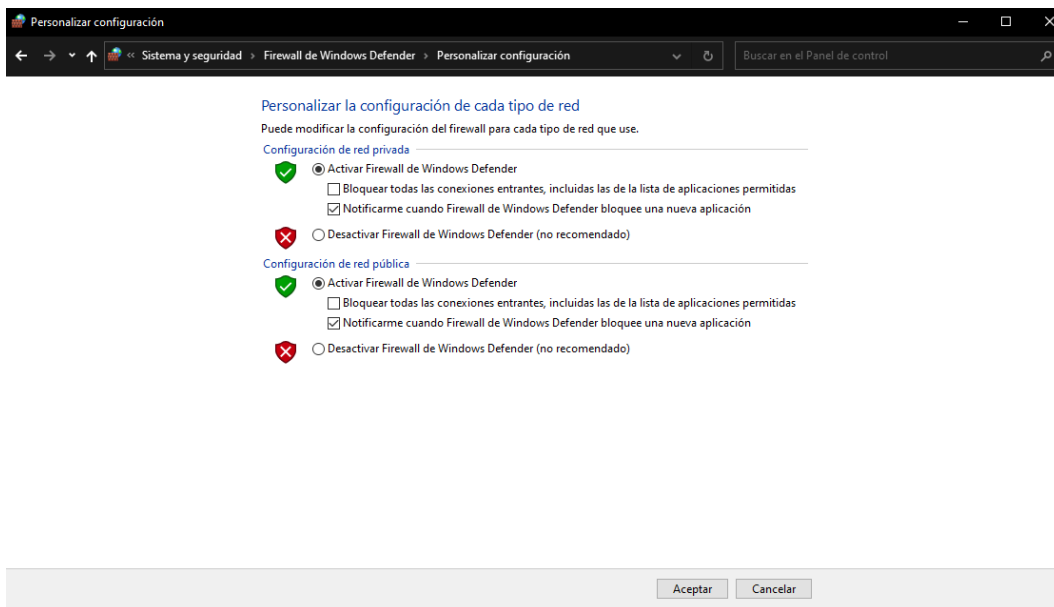 Personalizar configuración
« Sistema y seguridad > Firewall de Windows Defender > Personalizar configuración
Buscar en el Panel de control
Personalizar la configuración de cada tipo de red
Puede modificar la configuración del firewall para cada tipo de red que use.
Configuración de red privada
Activar Firewall de Windows Defender
Bloquear todas las conexiones entrantes, incluidas las de la lista de aplicaciones permitidas
Notificarme cuando Firewall de Windows Defender bloquee una nueva aplicación
Desactivar Firewall de Windows Defender (no recomendado)
Configuración de red pública
Activar Firewall de Windows Defender
Bloquear todas las conexiones entrantes, incluidas las de la lista de aplicaciones permitidas
Notificarme cuando Firewall de Windows Defender bloquee una nueva aplicación
Desactivar Firewall de Windows Defender (no recomendado)
Aceptar
Cancelar